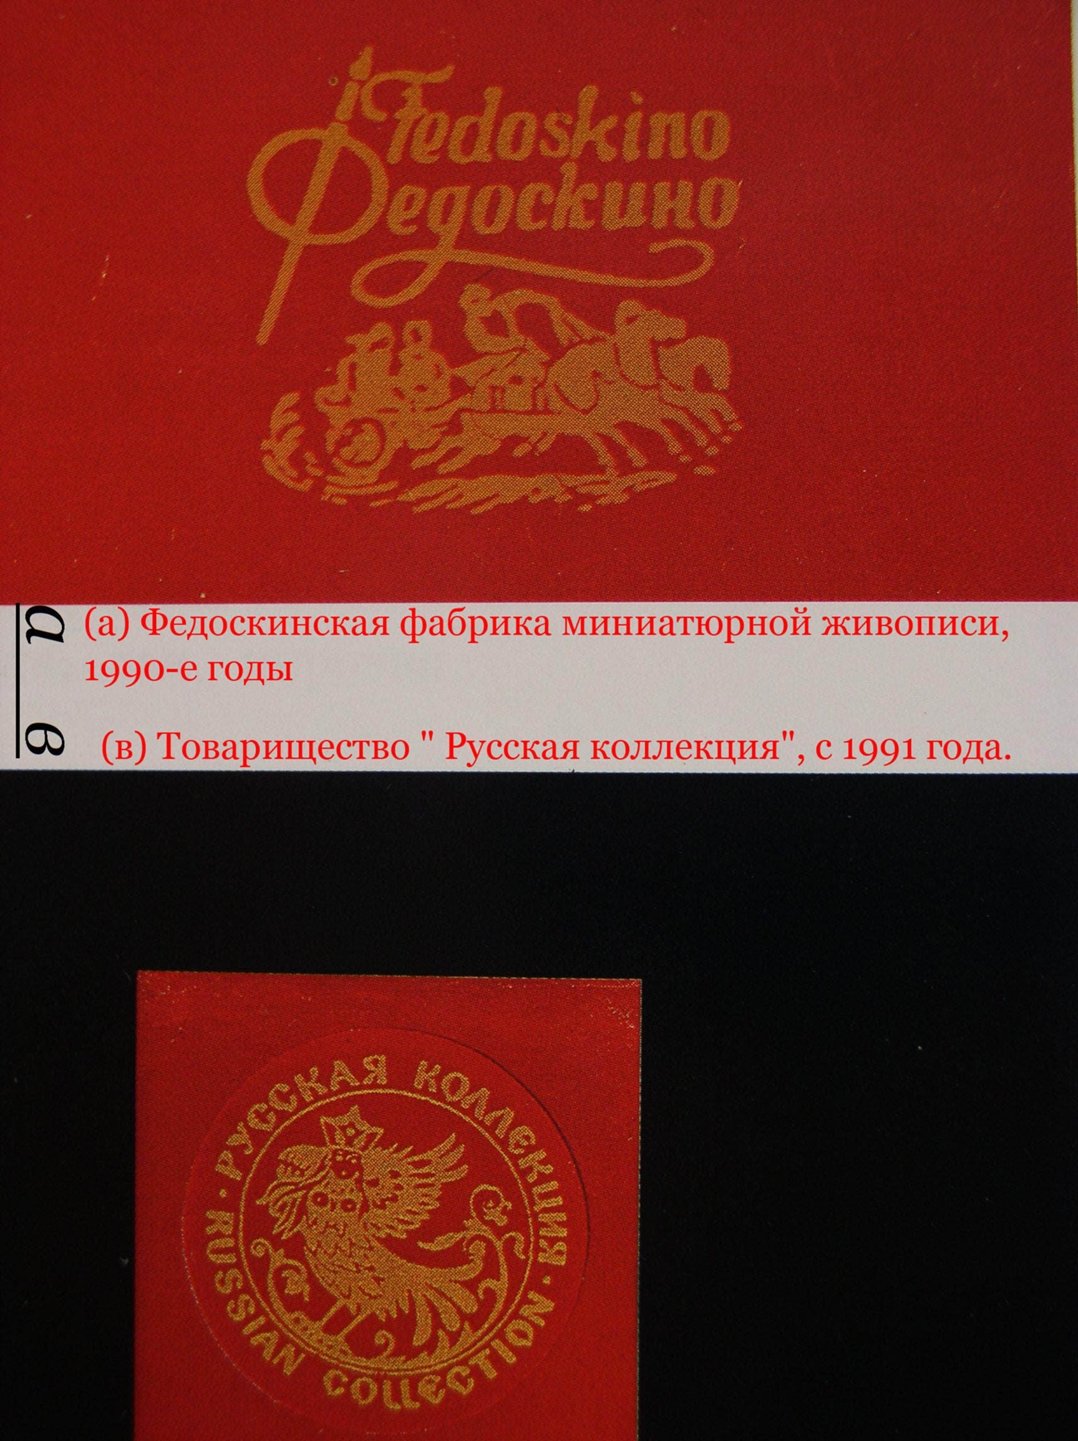 Fedoskino
Федоскино
а
(а) Федоскинская фабрика миниатюрной живописи,
1990-е годы
в
(в) Товарищество " Русская коллекция", с 1991 года.
РУССКАЯ КОЛЛЕКЦИЯ
RUSSIAN COLLECTION